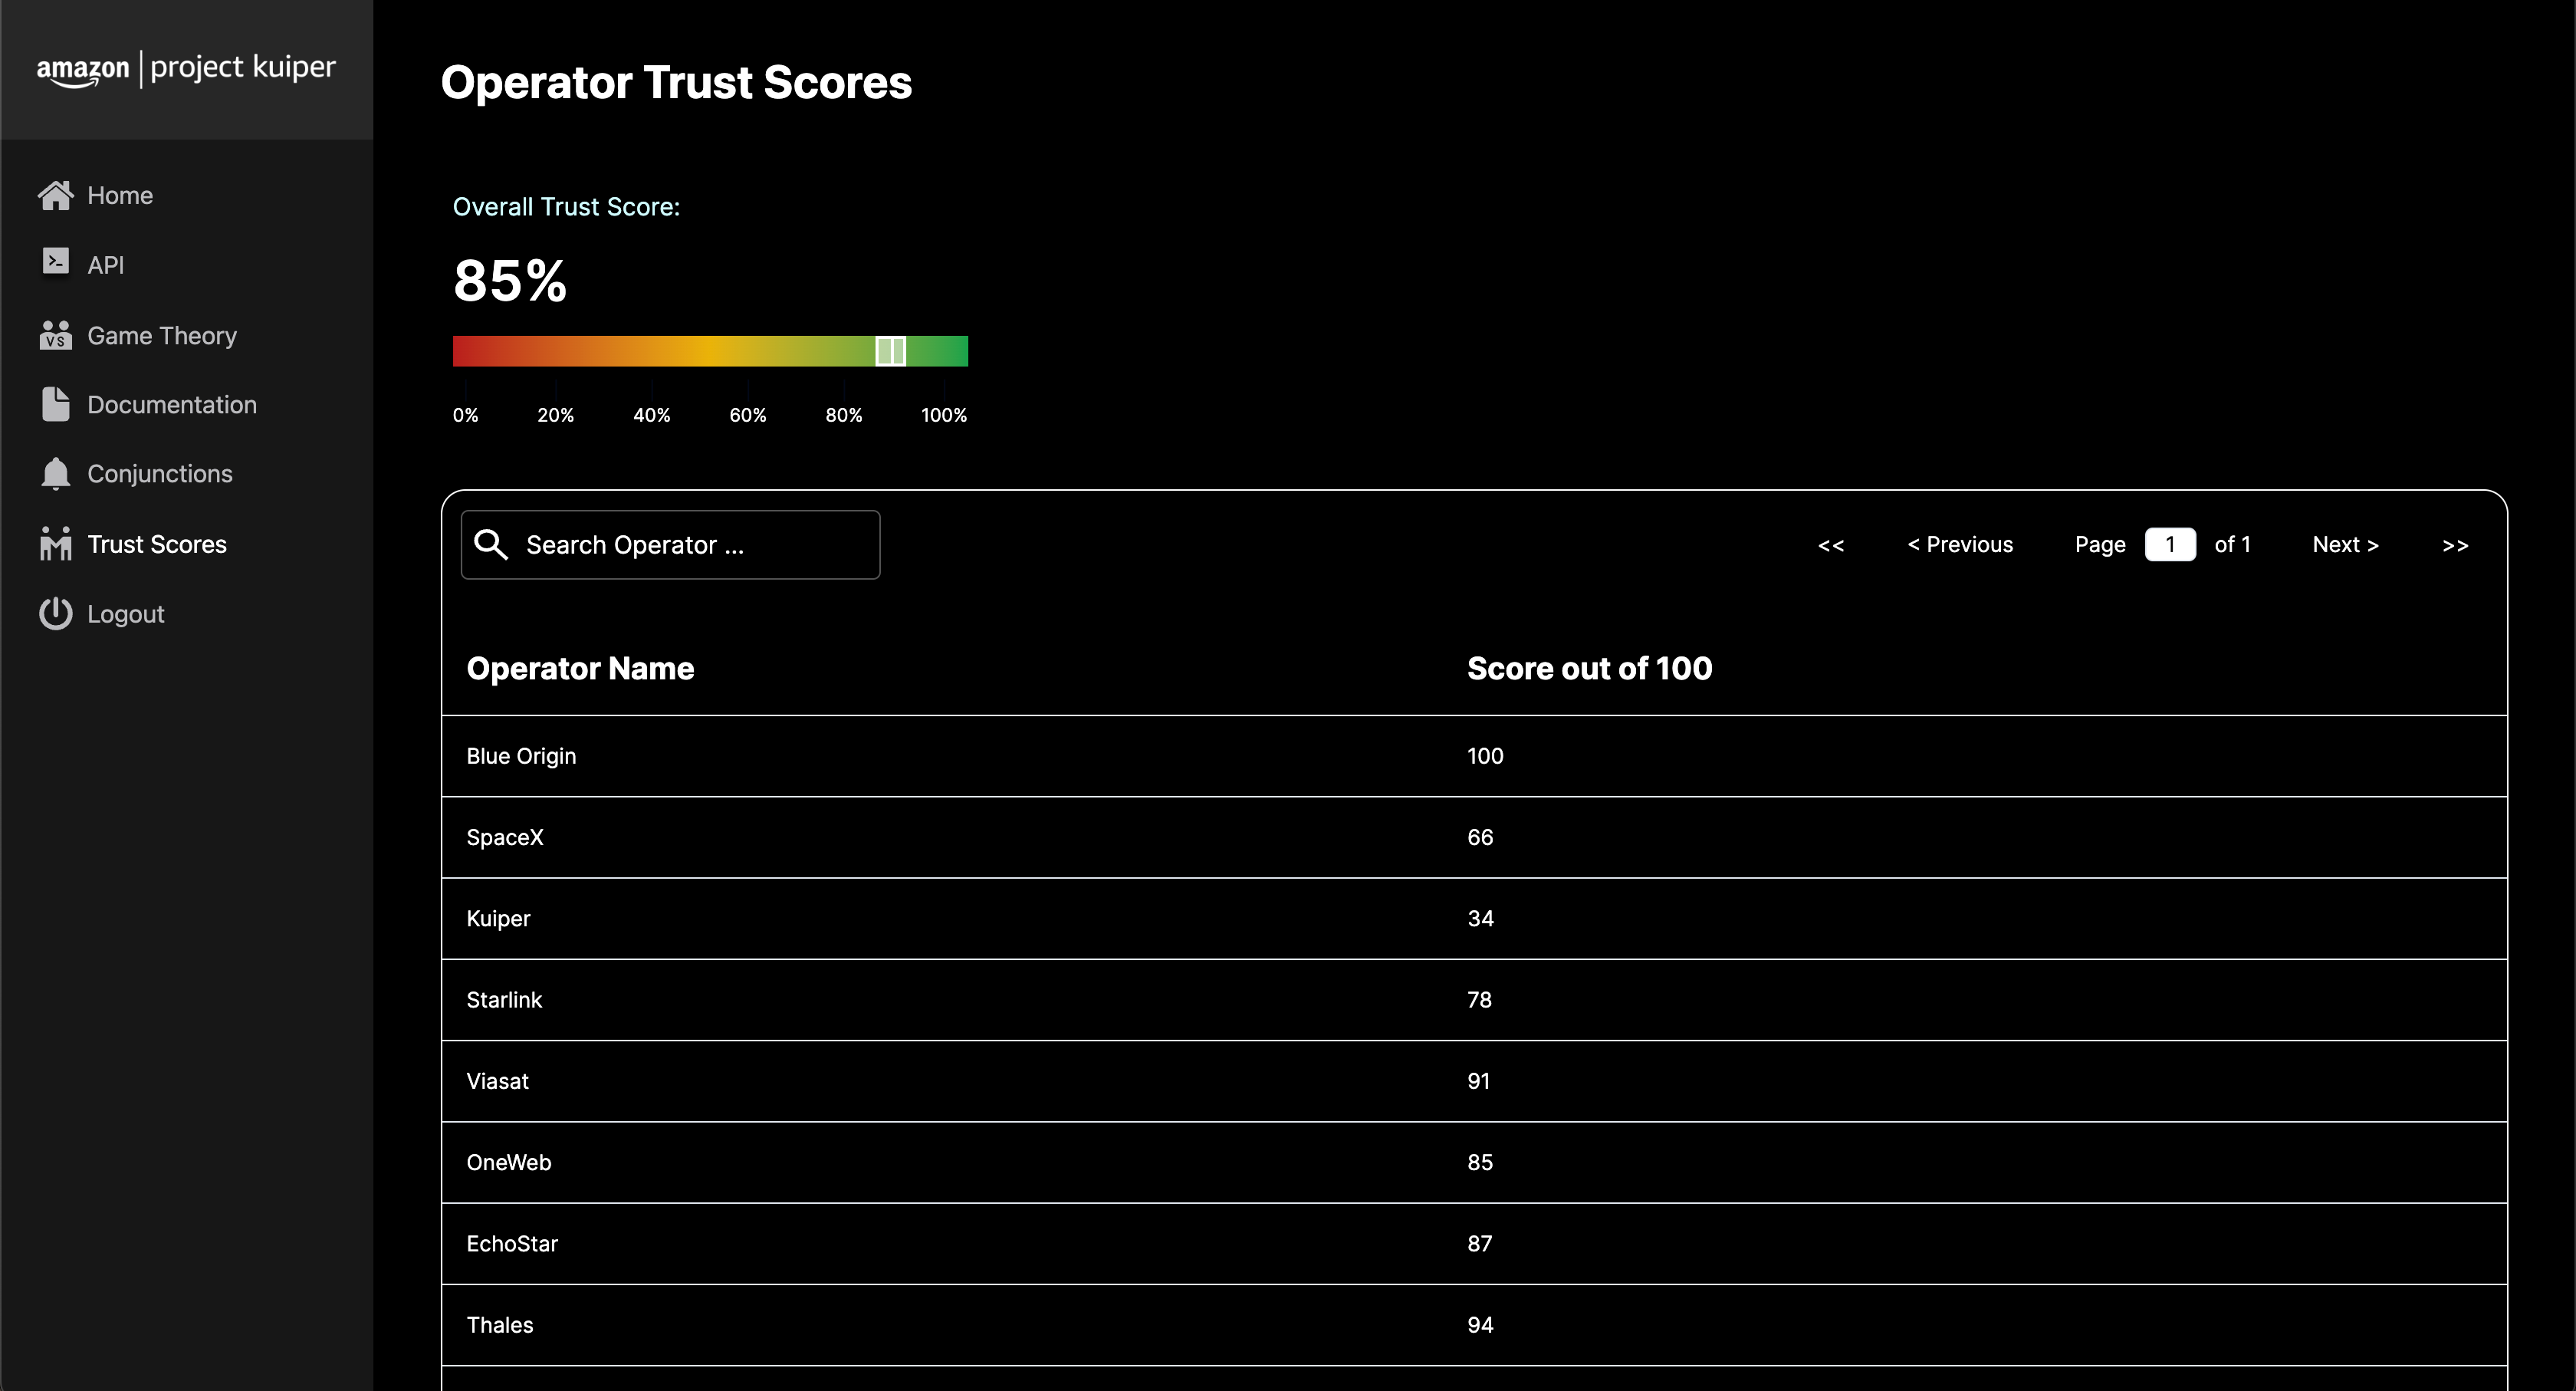 amazon | project kuiper
Home
API
VS
Game Theory
Documentation
Conjunctions
Trust Scores
Logout
Operator Trust Scores
Overall Trust Score:
85%
0% 20% 40% 60% 80% 100%
Search Operator ... << < Previous Page 1 of 1 Next > >>
Operator Name Score out of 100
Blue Origin 100
SpaceX 66
Kuiper 34
Starlink 78
Viasat 91
OneWeb 85
EchoStar 87
Thales 94